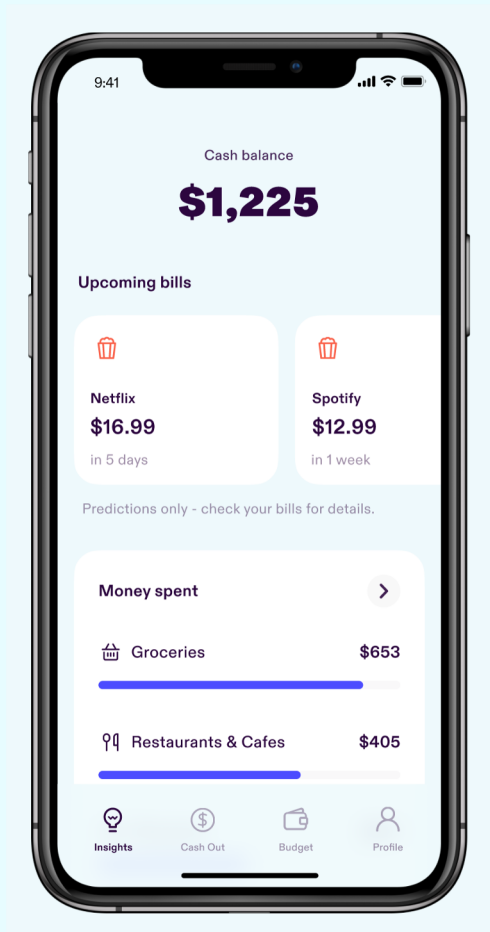 9:41
Cash balance
$1,225
Upcoming bills
Netflix
$16.99
in 5 days
Spotify
$12.99
in 1 week
Predictions only - check your bills for details.
Money spent
Groceries $653
Restaurants & Cafes $405
Insights Cash Out Budget Profile